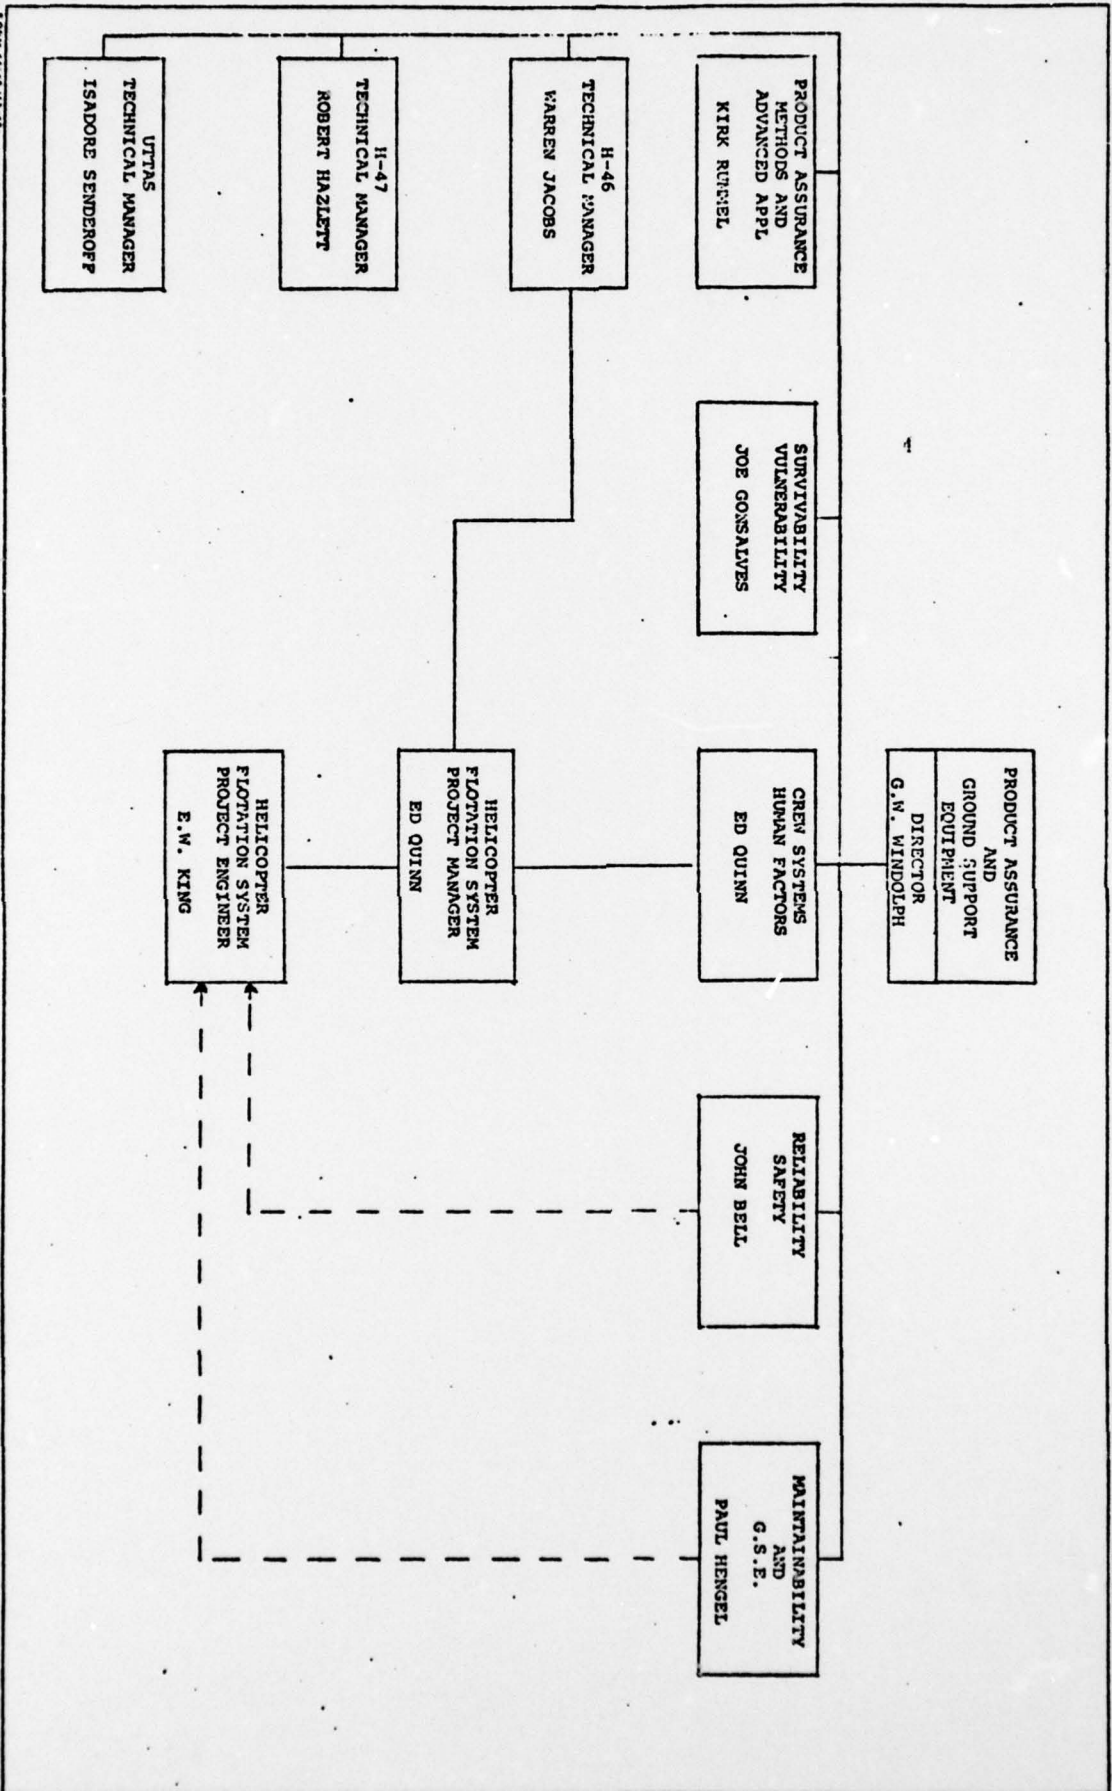 PRODUCT ASSURANCE
AND
GROUND SUPPORT
EQUIPMENT
DIRECTOR
G.W. WINDOLPH
PRODUCT ASSURANCE
METHODS AND
ADVANCED APPL
KIRK RUMMEL
SURVIVABILITY
VULNERABILITY
JOE GONSALVES
CREW SYSTEMS
HUMAN FACTORS
ED QUINN
RELIABILITY
SAFETY
JOHN BELL
MAINTAINABILITY
AND
G.S.E.
PAUL HENGEL
H-46
TECHNICAL MANAGER
WARREN JACOBS
HELICOPTER
FLOTATION SYSTEM
PROJECT MANAGER
ED QUINN
H-47
TECHNICAL MANAGER
ROBERT HAZLETT
HELICOPTER
FLOTATION SYSTEM
PROJECT ENGINEER
E.W. KING
UTTAS
TECHNICAL MANAGER
ISADORE SENDEROFF